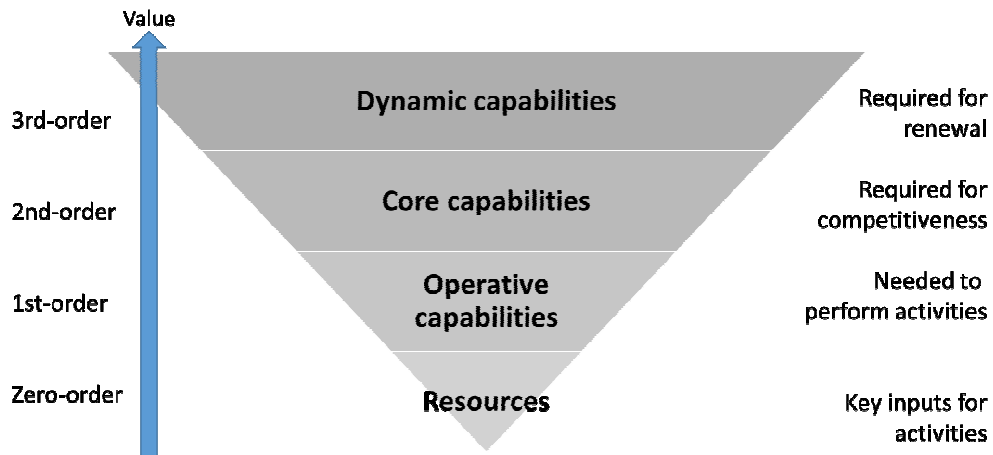 Value
3rd-order
Dynamic capabilities
Required for
renewal
2nd-order
Core capabilities
Required for
competitiveness
1st-order
Operative
capabilities
Needed to
perform activities
Zero-order
Resources
Key inputs for
activities